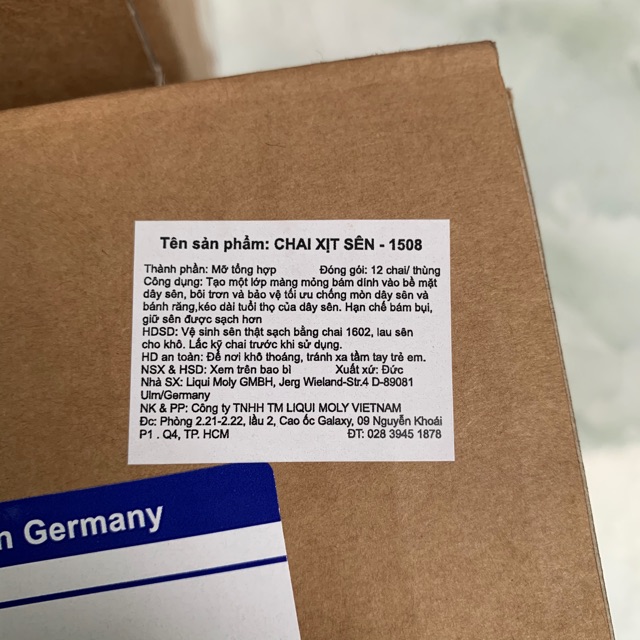 Tên sản phẩm: CHAI XỊT SÊN - 1508
Thành phần: Mỡ tổng hợp Đóng gói: 12 chai/ thùng
Công dụng: Tạo một lớp màng mỏng bám dính vào bề mặt
dây sên, bôi trơn và bảo vệ tối ưu chống mòn dây sên và
bánh răng,kéo dài tuổi thọ của dây sên. Hạn chế bám bụi,
giữ sên được sạch hơn
HDSD: Vệ sinh sên thật sạch bằng chai 1602, lau sên
cho khô. Lắc kỹ chai trước khi sử dụng.
HD an toàn: Để nơi khô thoáng, tránh xa tầm tay trẻ em.
NSX & HSD: Xem trên bao bì Xuất xứ: Đức
Nhà SX: Liqui Moly GMBH, Jerg Wieland-Str.4 D-89081
Ulm/Germany
NK & PP: Công ty TNHH TM LIQUI MOLY VIETNAM
Đc: Phòng 2.21-2.22, lầu 2, Cao ốc Galaxy, 09 Nguyễn Khoái
P1 . Q4, TP. HCM ĐT: 028 3945 1878
Germany